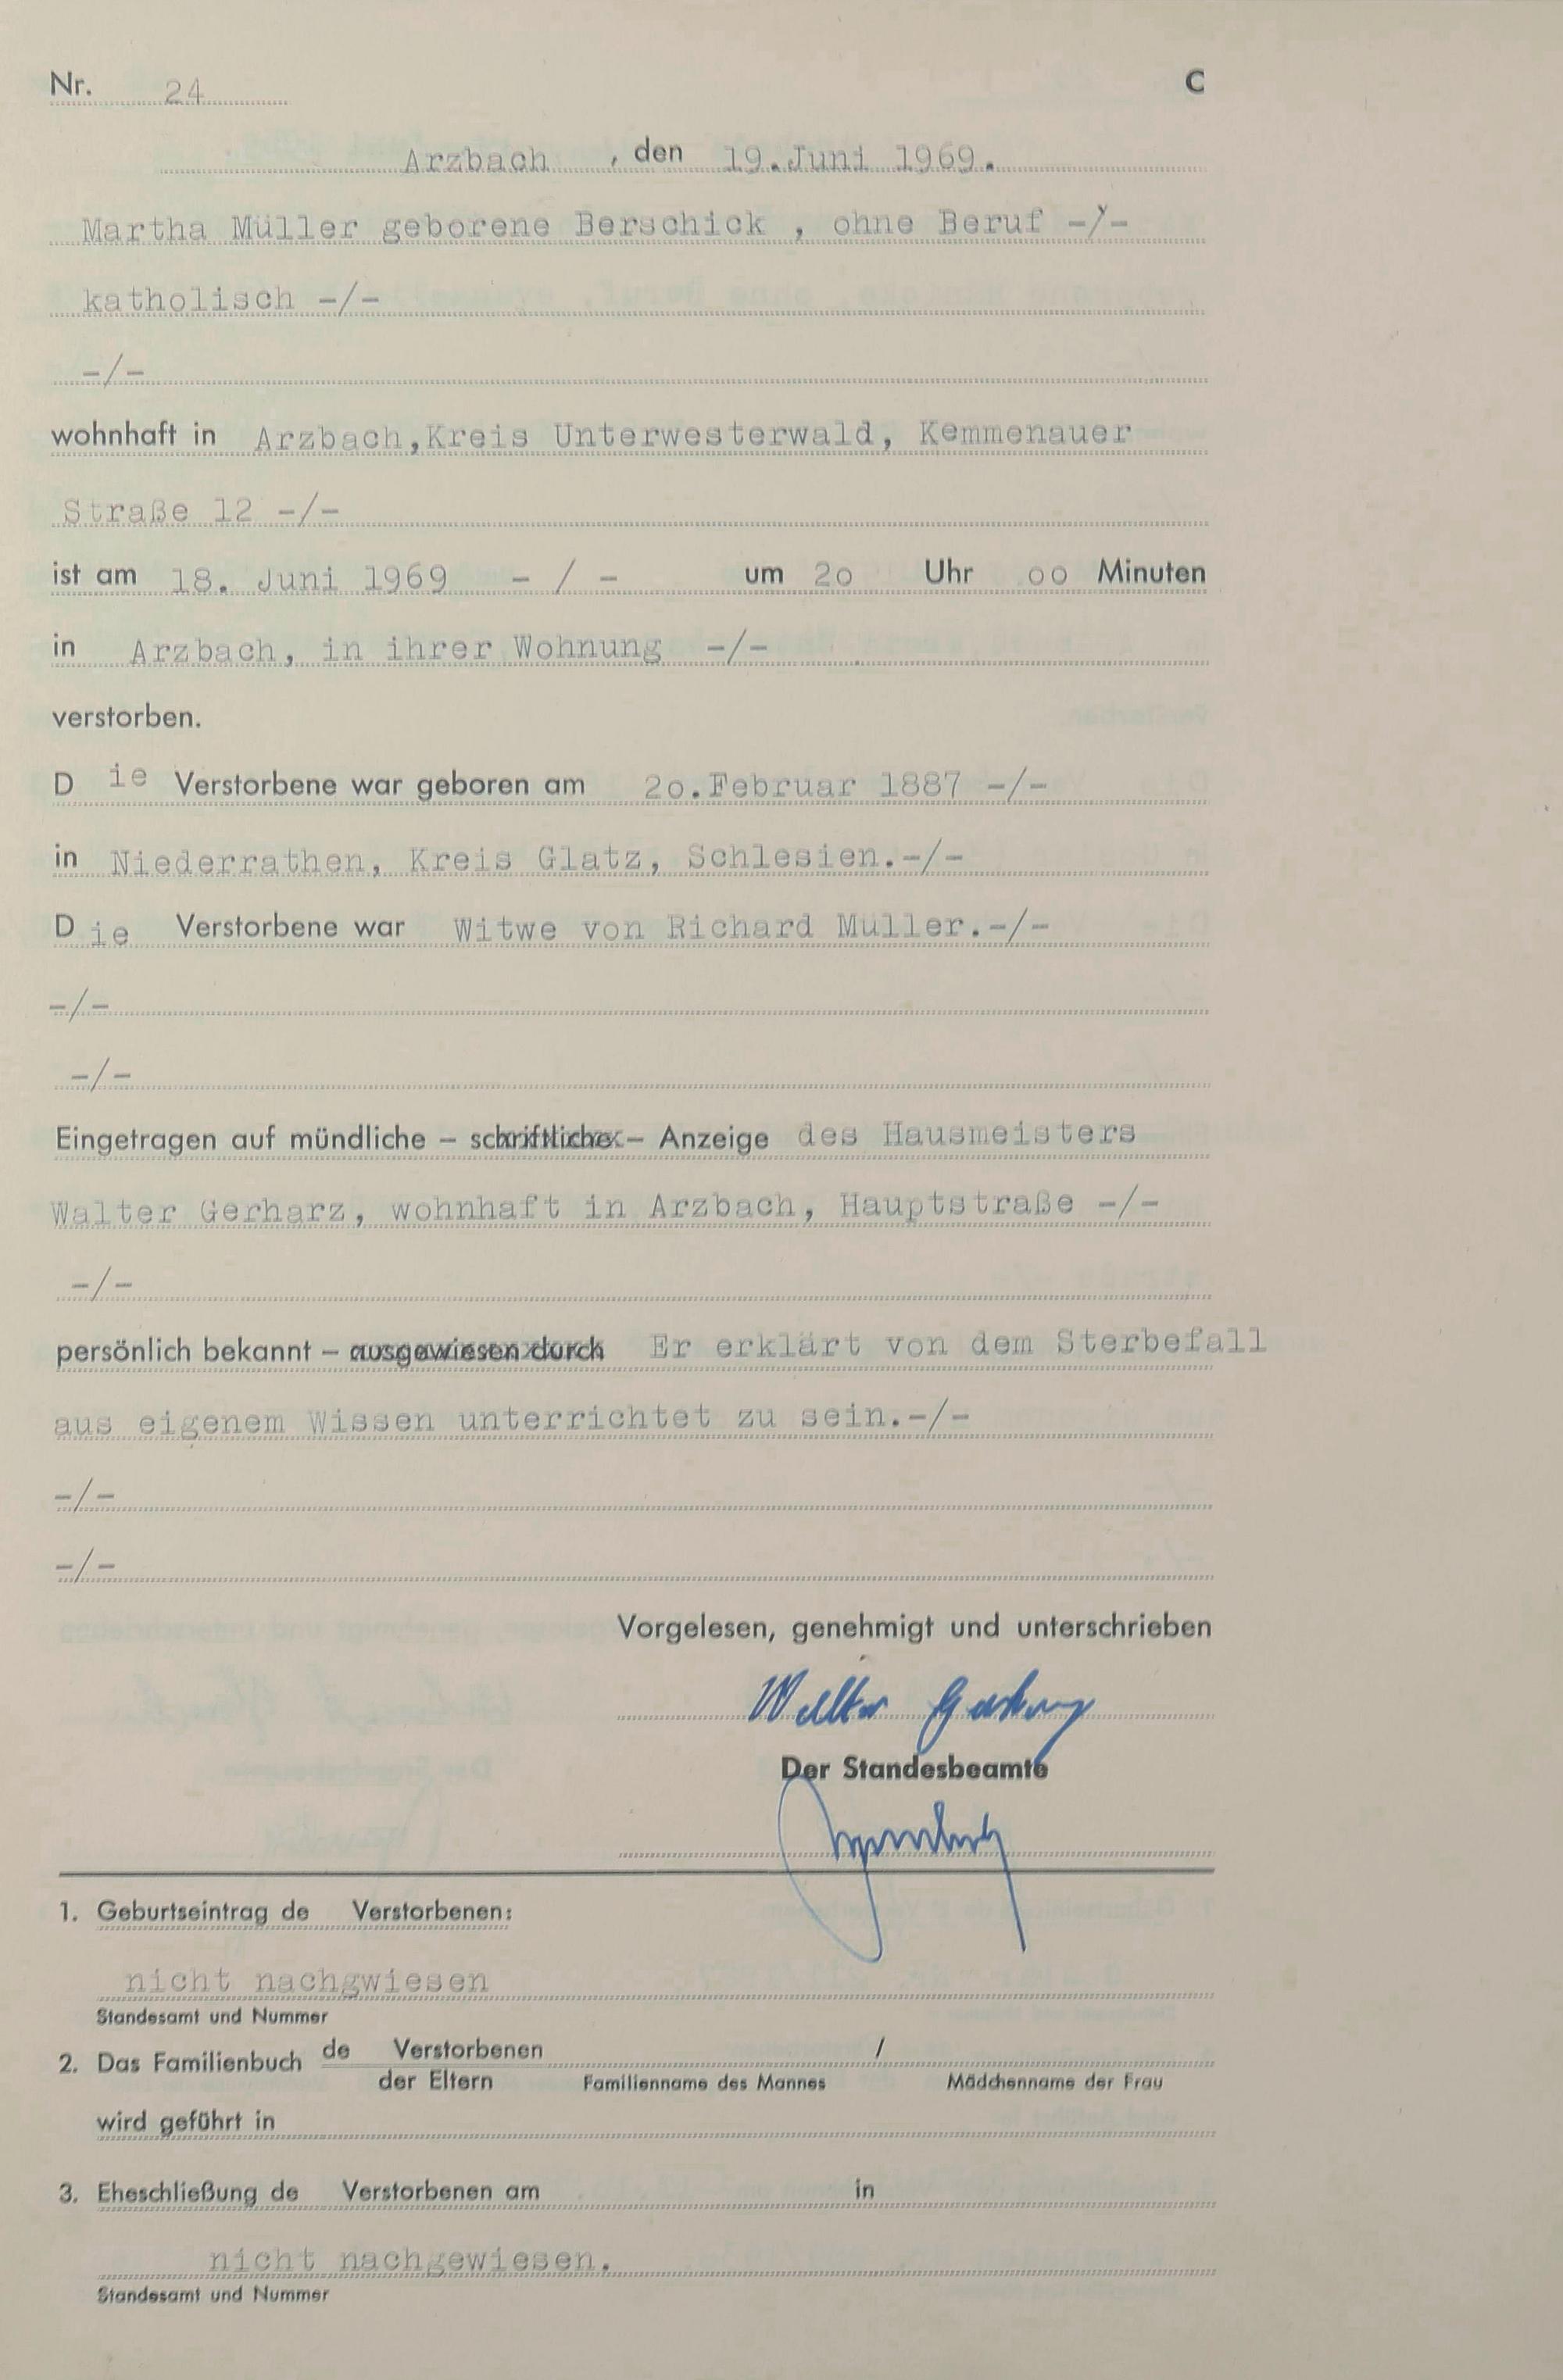 Nr. 24 C
Arzbach , den 19.Juni 1969.
Martha Müller geborene Berschick , ohne Beruf -/-
katholisch -/-
-/-
wohnhaft in Arzbach,Kreis Unterwesterwald, Kemmenauer
Straße 12 -/-
ist am 18. Juni 1969 - / - um 2o Uhr oo Minuten
in Arzbach, in ihrer Wohnung -/-
verstorben.
D ie Verstorbene war geboren am 2o.Februar 1887 -/-
in Niederrathen, Kreis Glatz, Schlesien.-/-
D ie Verstorbene war Witwe von Richard Müller.-/-
-/-
-/-
Eingetragen auf mündliche – schriftliche – Anzeige des Hausmeisters
Walter Gerharz, wohnhaft in Arzbach, Hauptstraße -/-
-/-
persönlich bekannt – ausgewiesen durch Er erklärt von dem Sterbefall
aus eigenem Wissen unterrichtet zu sein.-/-
-/-
-/-
Vorgelesen, genehmigt und unterschrieben
Walter Gerharz
Der Standesbeamte
1. Geburtseintrag de Verstorbenen:
nicht nachgwiesen
Standesamt und Nummer
2. Das Familienbuch de Verstorbenen /
der Eltern Familienname des Mannes Mädchenname der Frau
wird geführt in
3. Eheschließung de Verstorbenen am in
nicht nachgewiesen.
Standesamt und Nummer